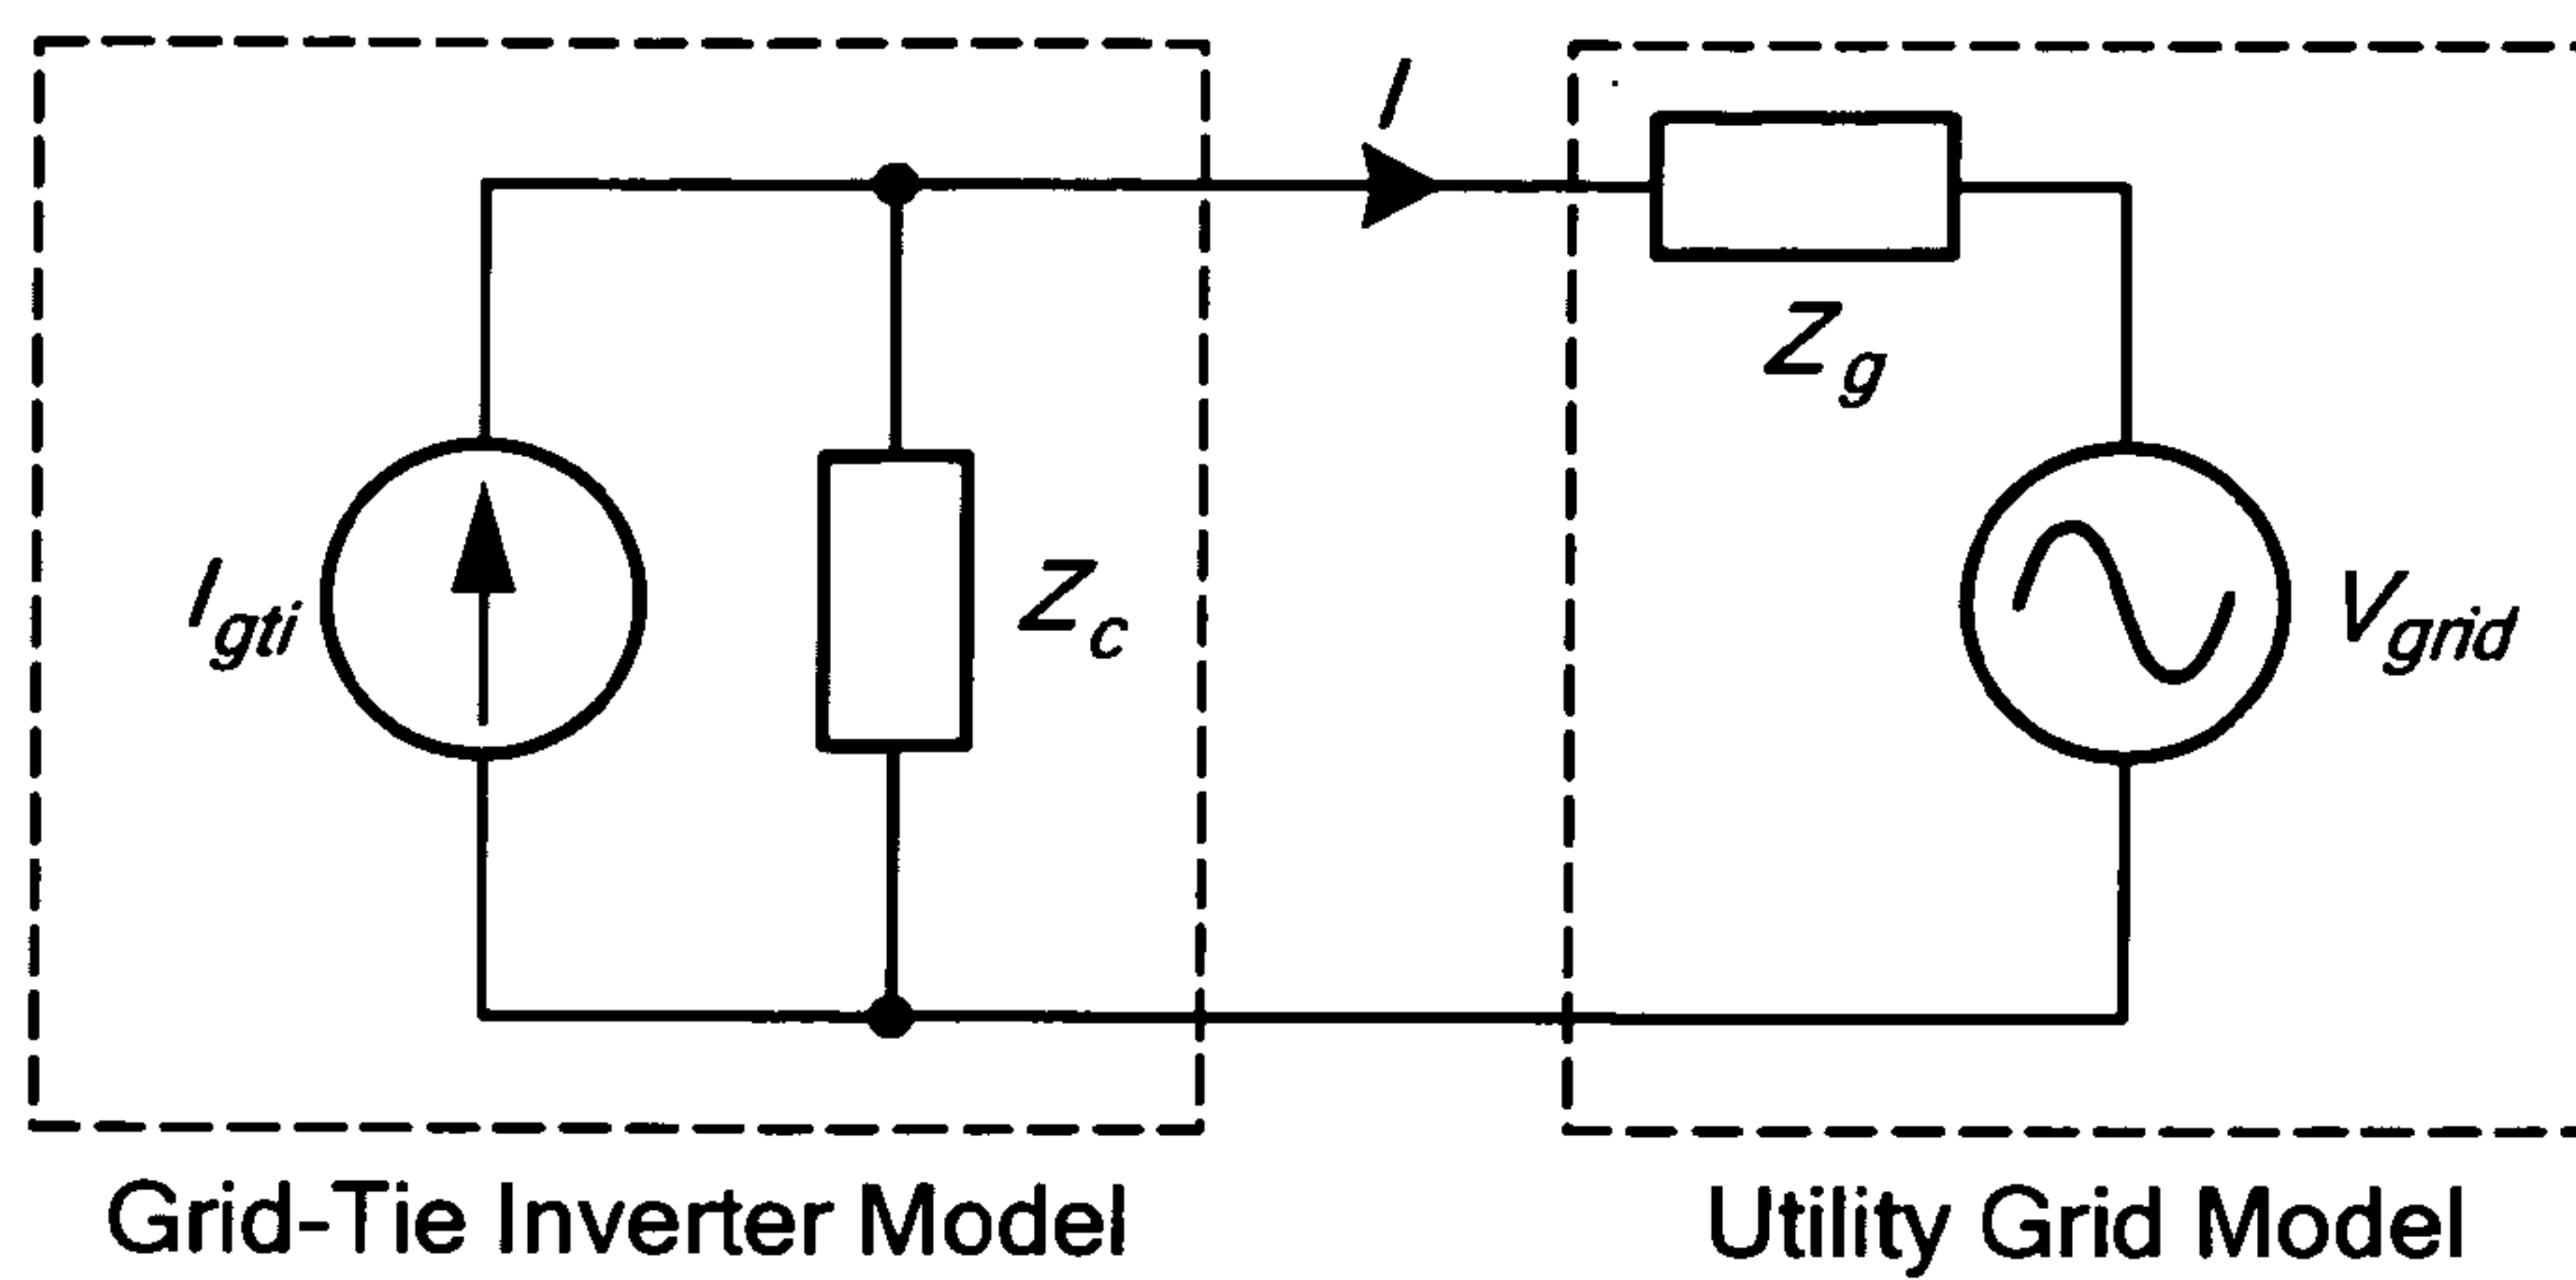 I
Z_g
I_gti
Z_c
V_grid
Grid-Tie Inverter Model
Utility Grid Model